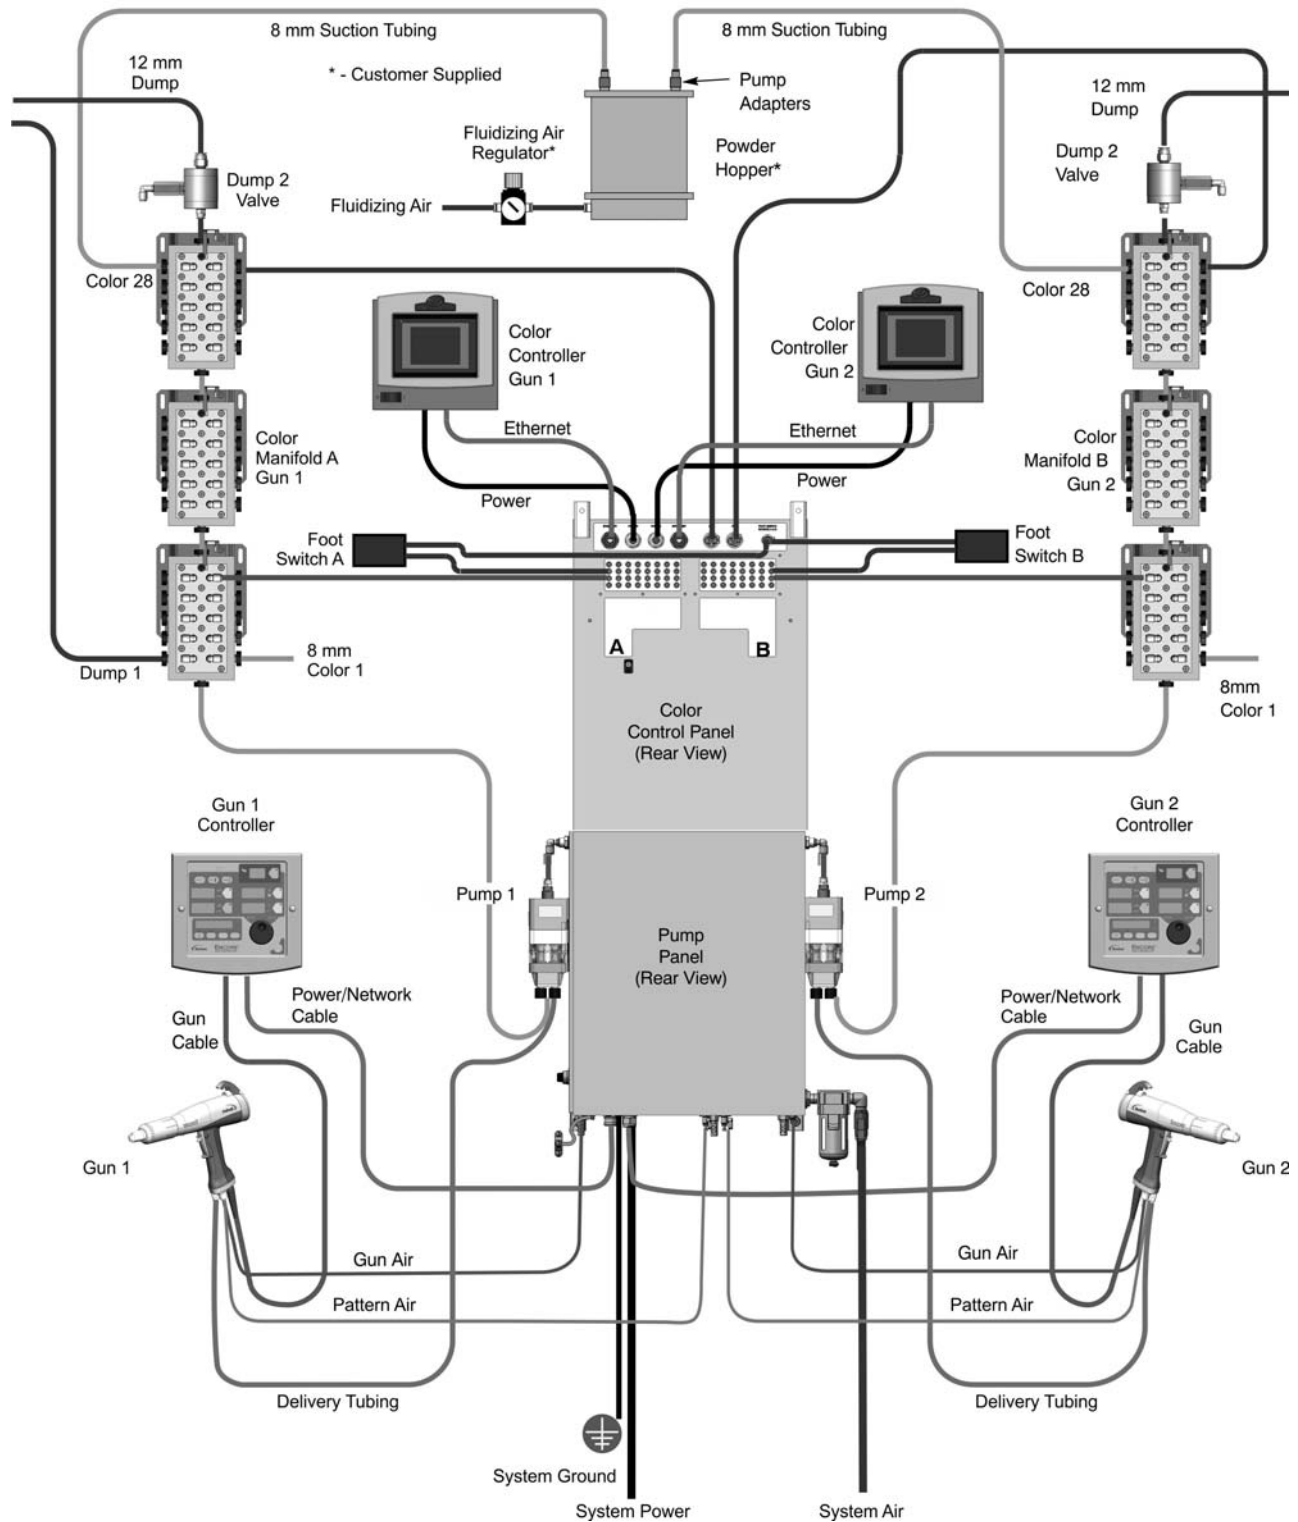 8 mm Suction Tubing
8 mm Suction Tubing
12 mm
Dump
* - Customer Supplied
Pump
Adapters
12 mm
Dump
Fluidizing Air
Regulator*
Powder
Hopper*
Dump 2
Valve
Dump 2
Valve
Fluidizing Air
Color 28
Color 28
Color
Controller
Gun 1
Color
Controller
Gun 2
Ethernet
Ethernet
Color
Manifold A
Gun 1
Color
Manifold B
Gun 2
Power
Power
Foot
Switch A
Foot
Switch B
A
B
8 mm
Color 1
Dump 1
8mm
Color 1
Color
Control Panel
(Rear View)
Gun 1
Controller
Gun 2
Controller
Pump 1
Pump 2
Pump
Panel
(Rear View)
Power/Network
Cable
Power/Network
Cable
Gun
Cable
Gun
Cable
Gun 1
Gun 2
Gun Air
Gun Air
Pattern Air
Pattern Air
Delivery Tubing
Delivery Tubing
System Ground
System Power
System Air